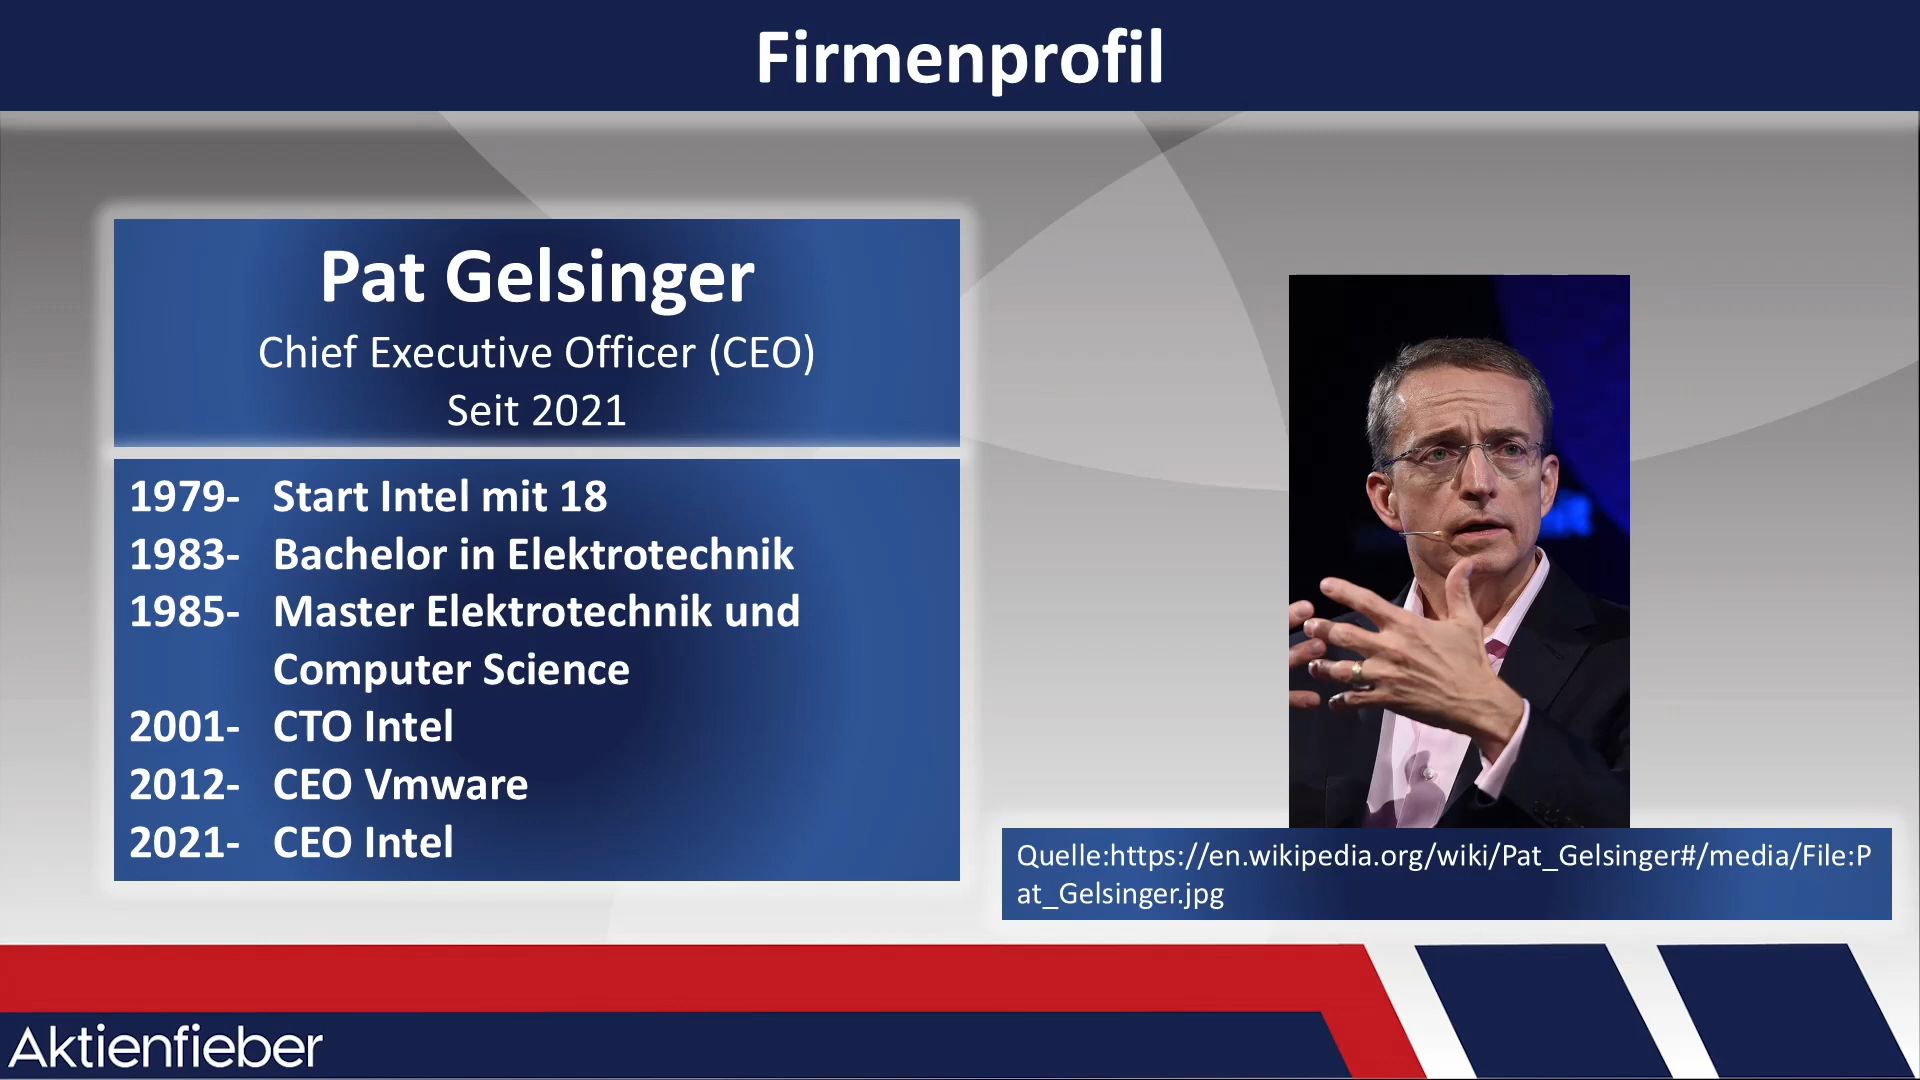 Firmenprofil
Pat Gelsinger
Chief Executive Officer (CEO)
Seit 2021
1979- Start Intel mit 18
1983- Bachelor in Elektrotechnik
1985- Master Elektrotechnik und
Computer Science
2001- CTO Intel
2012- CEO Vmware
2021- CEO Intel
Quelle:https://en.wikipedia.org/wiki/Pat_Gelsinger#/media/File:P
at_Gelsinger.jpg
Aktienfieber